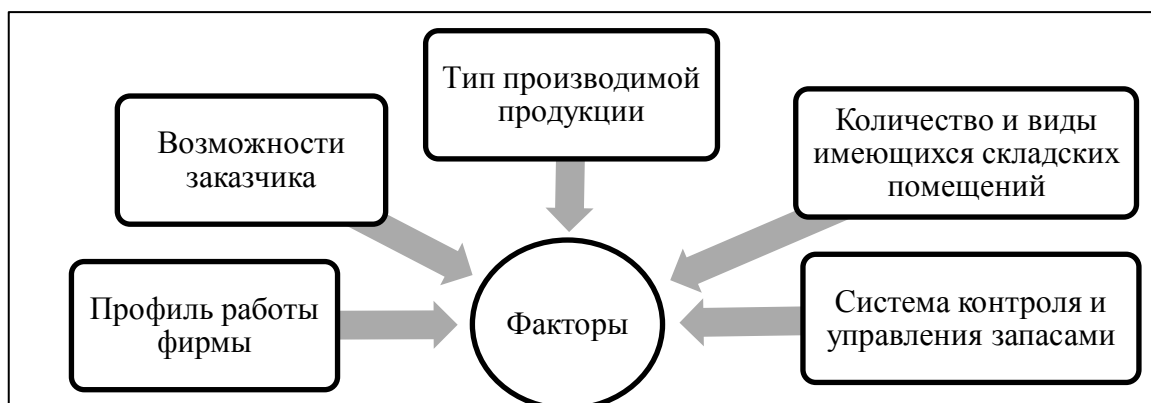 Тип производимой
продукции
Возможности
заказчика
Количество и виды
имеющихся складских
помещений
Профиль работы
фирмы
Факторы
Система контроля и
управления запасами